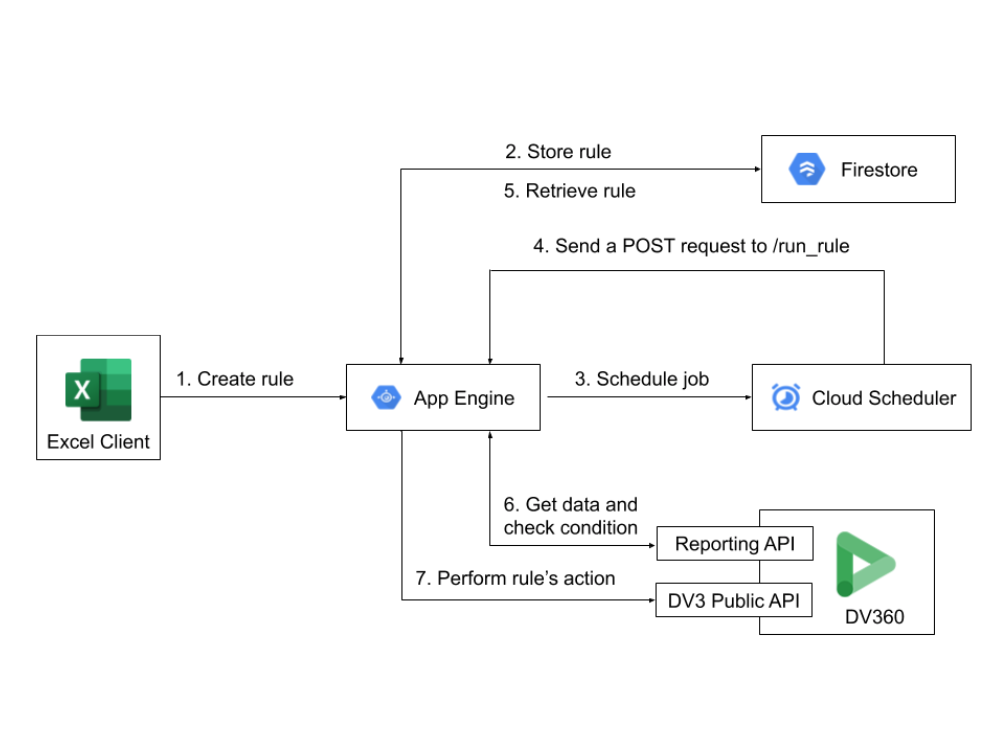 2. Store rule
Firestore
5. Retrieve rule
4. Send a POST request to /run_rule
X
Excel Client
1. Create rule
App Engine
3. Schedule job
Cloud Scheduler
6. Get data and
check condition
Reporting API
7. Perform rule’s action
DV3 Public API
DV360